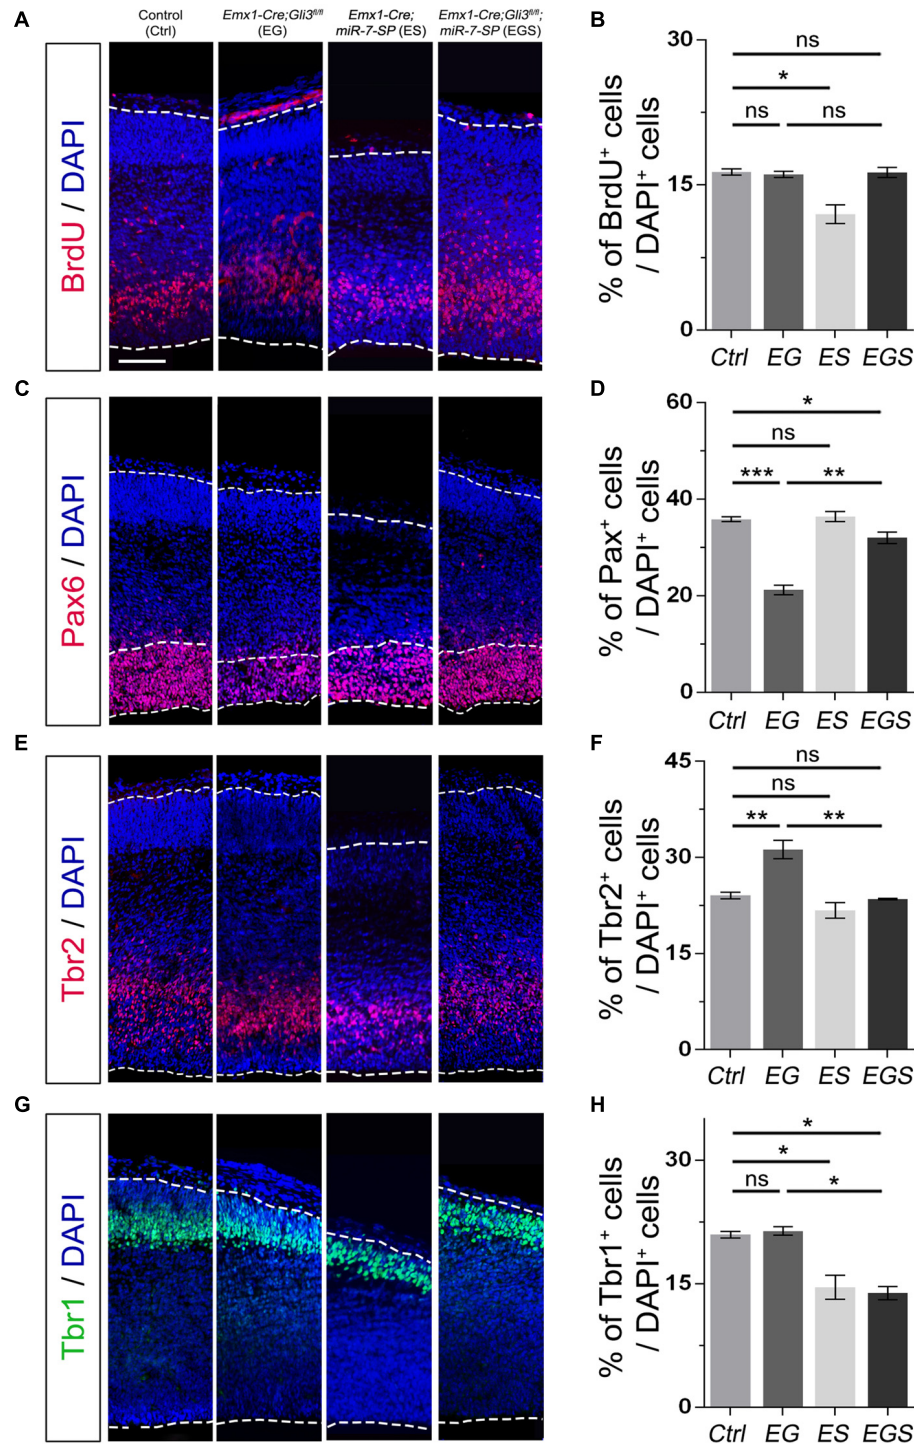 A
Control
(Ctrl)
Emx1-Cre;Gli3fl/fl
(EG)
Emx1-Cre;
miR-7-SP (ES)
Emx1-Cre;Gli3fl/fl;
miR-7-SP (EGS)
BrdU / DAPI
B
% of BrdU+ cells
/ DAPI+ cells
30
15
0
ns
*
ns
ns
Ctrl
EG
ES
EGS
C
Pax6 / DAPI
D
% of Pax+ cells
/ DAPI+ cells
60
40
20
0
*
ns
***
**
Ctrl
EG
ES
EGS
E
Tbr2 / DAPI
F
% of Tbr2+ cells
/ DAPI+ cells
45
30
15
0
ns
ns
**
**
Ctrl
EG
ES
EGS
G
Tbr1 / DAPI
H
% of Tbr1+ cells
/ DAPI+ cells
30
15
0
*
*
ns
*
Ctrl
EG
ES
EGS